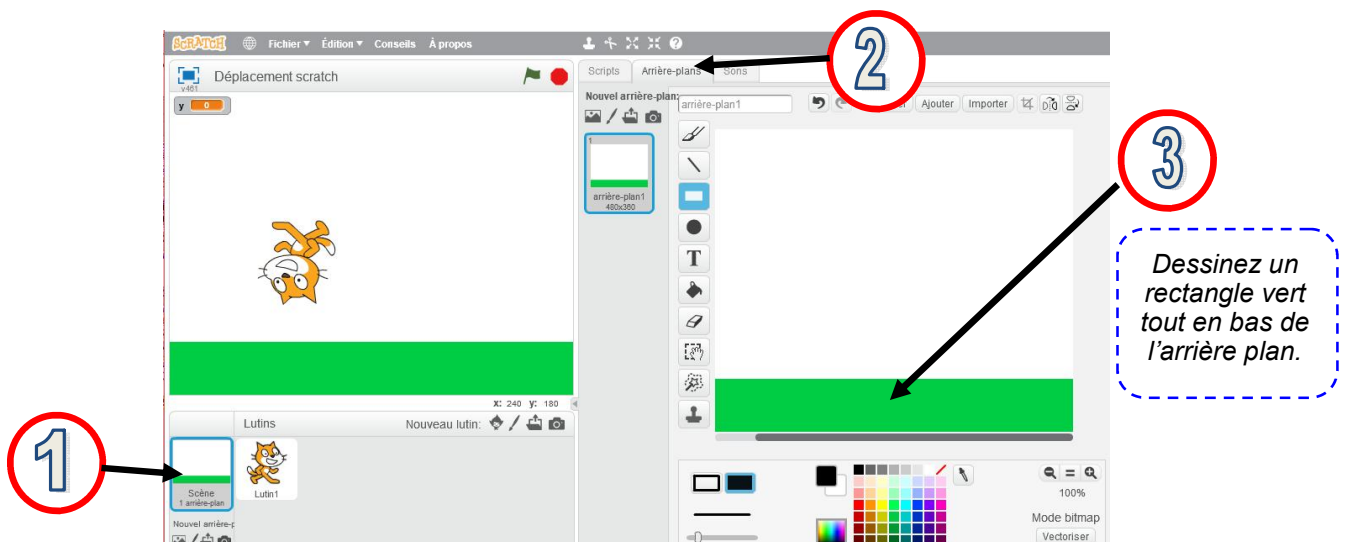 SCRATCH Fichier Édition Conseils À propos
Déplacement scratch
v461
y 0
X: 240 y: 180
Lutins Nouveau lutin:
Scène
1 arrière-plan
Lutin1
Nouvel arrière-p
Scripts Arrière-plans Sons
Nouvel arrière-plan:
1
arrière-plan1
480x360
arrière-plan1 Ajouter Importer
T
100%
Mode bitmap
Vectoriser
1
2
3
Dessinez un
rectangle vert
tout en bas de
l'arrière plan.